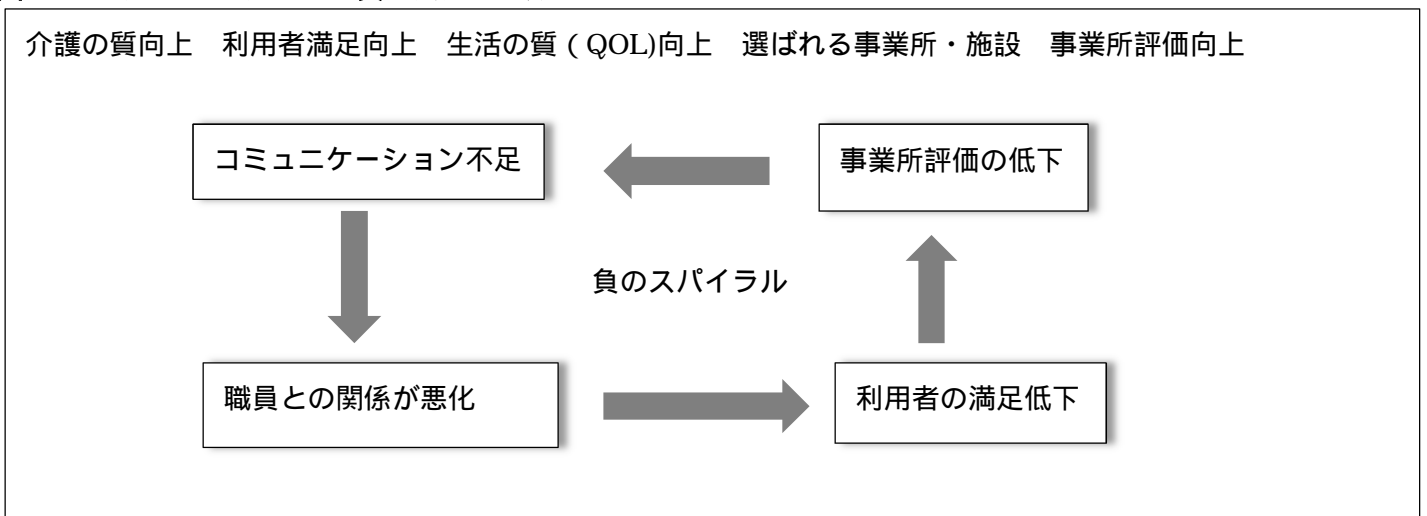 介護の質向上　利用者満足向上　生活の質（QOL)向上　選ばれる事業所・施設　事業所評価向上
コミュニケーション不足
事業所評価の低下
負のスパイラル
職員との関係が悪化
利用者の満足低下